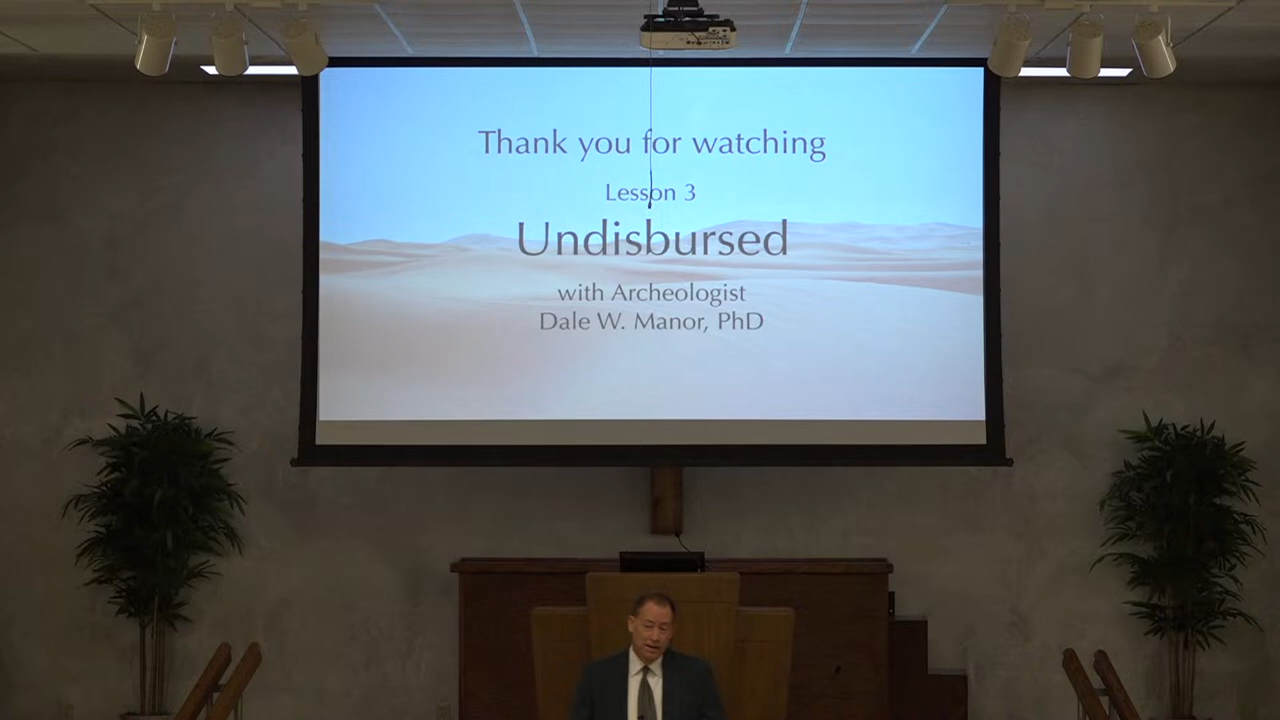 Thank you for watching
Lesson 3
Undisbursed
with Archeologist
Dale W. Manor, PhD